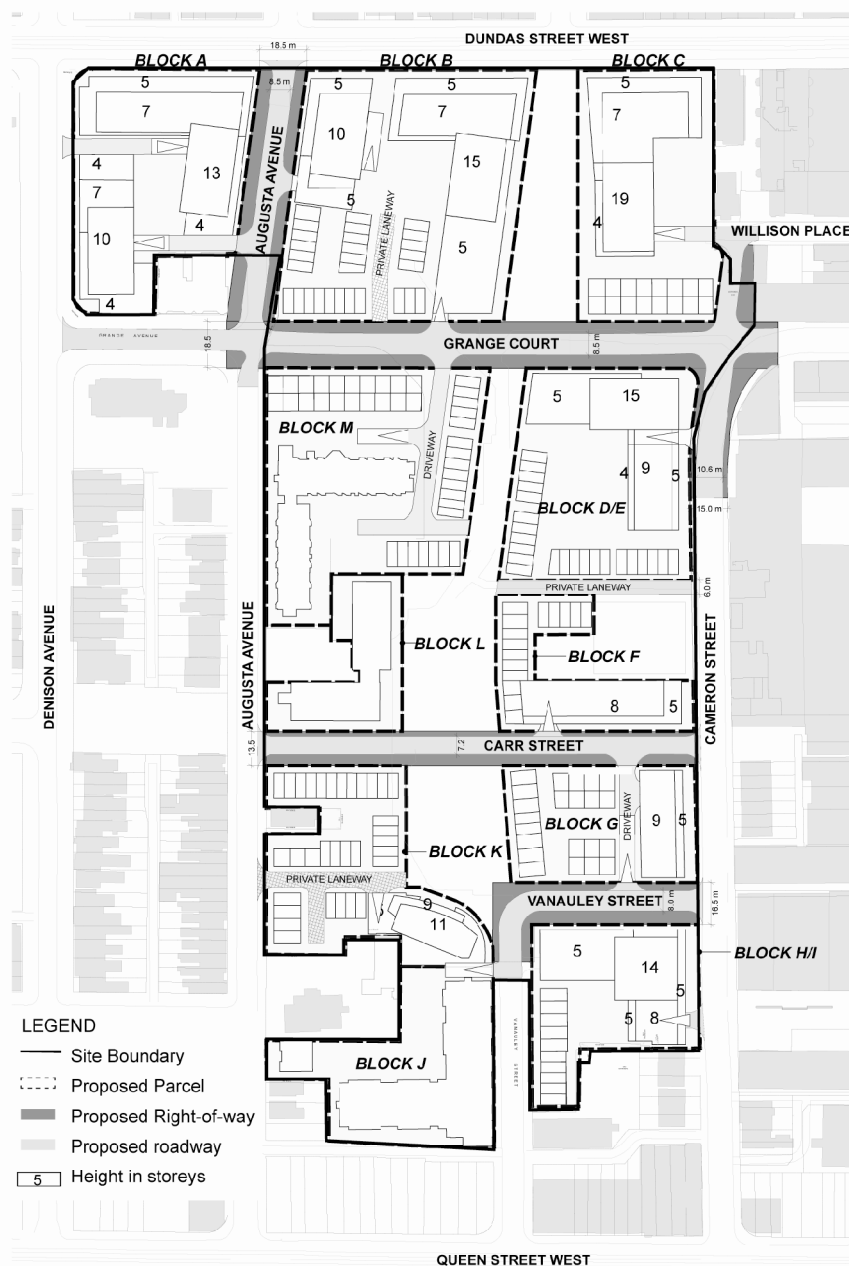 DUNDAS STREET WEST
18.5 m
BLOCK A
BLOCK B
BLOCK C
5
8.5 m
5
5
5
7
10
7
7
13
15
19
4
7
10
4
4
4
5
5
AUGUSTA AVENUE
PRIVATE LANEWAY
WILLISON PLACE
GRANGE AVENUE
18.5
GRANGE COURT
8.5 m
5
15
BLOCK M
DRIVEWAY
4
9
5
10.6 m
BLOCK D/E
15.0 m
PRIVATE LANEWAY
6.0 m
DENISON AVENUE
AUGUSTA AVENUE
BLOCK L
BLOCK F
CAMERON STREET
8
5
13.5
7.2
CARR STREET
BLOCK G
DRIVEWAY
9
5
BLOCK K
PRIVATE LANEWAY
9
11
VANAULEY STREET
8.0 m
16.5 m
5
14
5
BLOCK H/I
5
8
VANAULEY STREET
BLOCK J
LEGEND
Site Boundary
Proposed Parcel
Proposed Right-of-way
Proposed roadway
5 Height in storeys
QUEEN STREET WEST